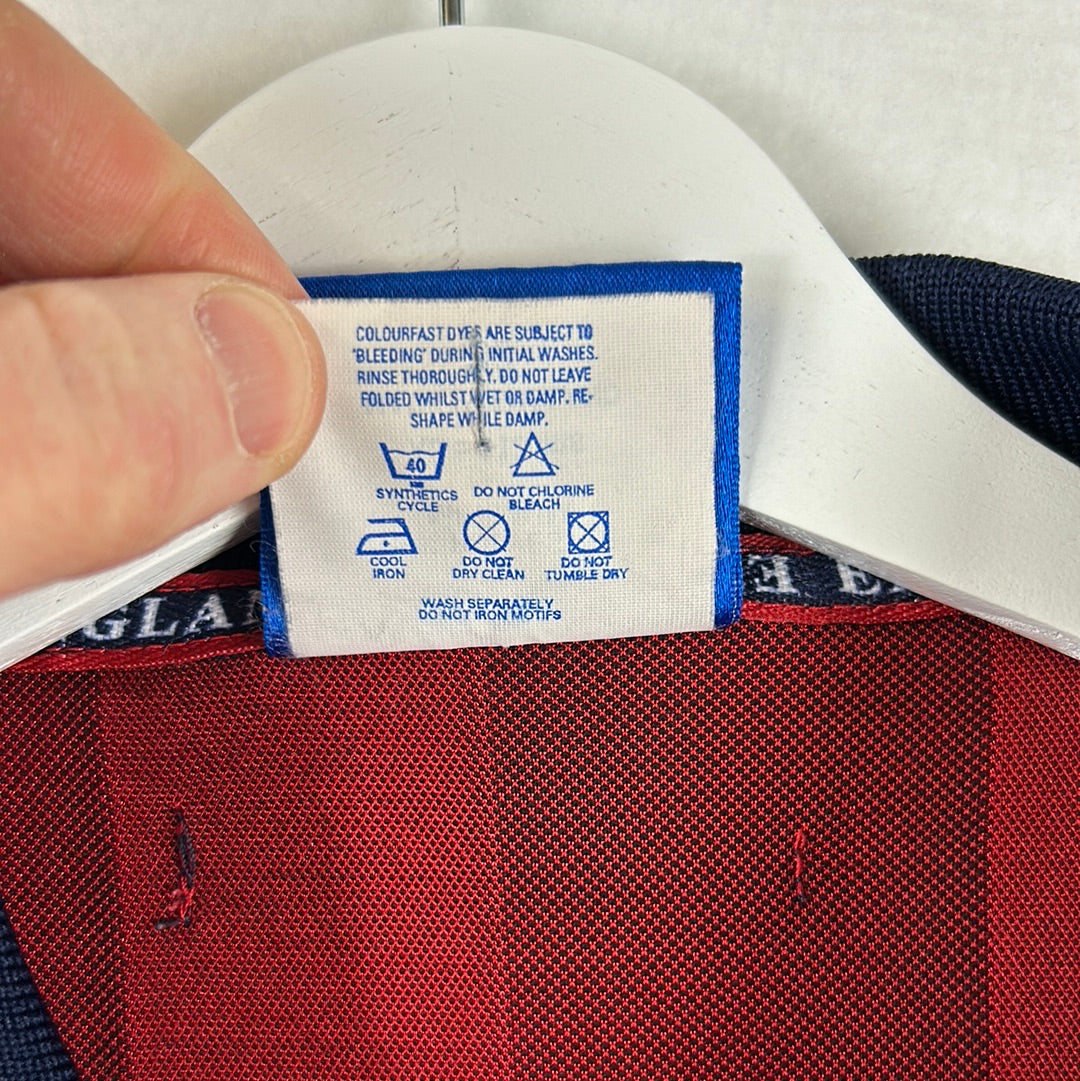 COLOURFAST DYES ARE SUBJECT TO
'BLEEDING' DURING INITIAL WASHES.
RINSE THOROUGHLY. DO NOT LEAVE
FOLDED WHILST WET OR DAMP. RE-
SHAPE WHILE DAMP.
40
SYNTHETICS
CYCLE
DO NOT CHLORINE
BLEACH
COOL
IRON
DO NOT
DRY CLEAN
DO NOT
TUMBLE DRY
WASH SEPARATELY
DO NOT IRON MOTIFS
GLAN